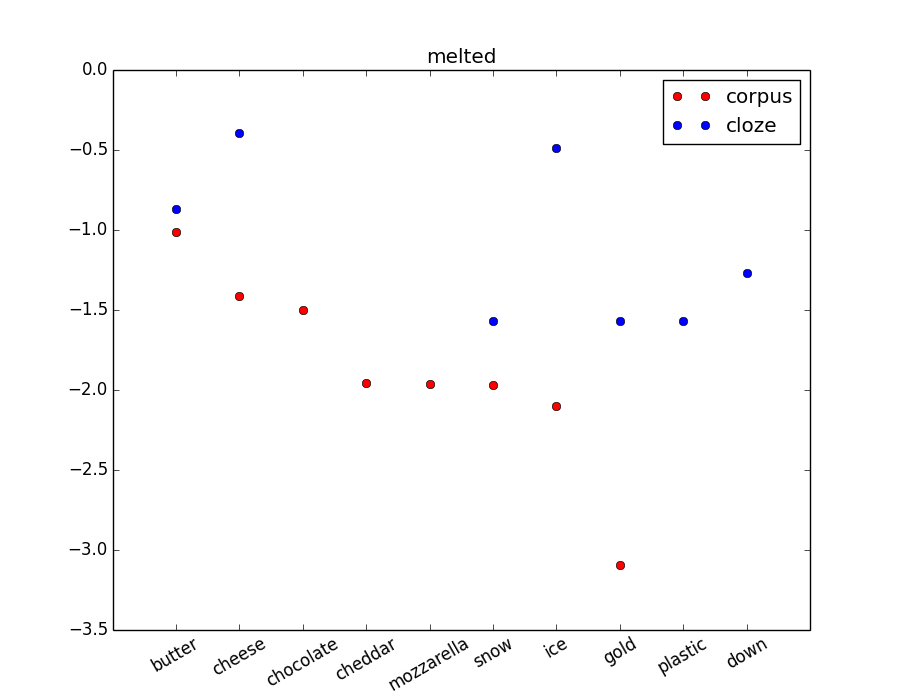 melted
corpus
cloze
0.0
−0.5
−1.0
−1.5
−2.0
−2.5
−3.0
−3.5
butter cheese chocolate cheddar mozzarella snow ice gold plastic down